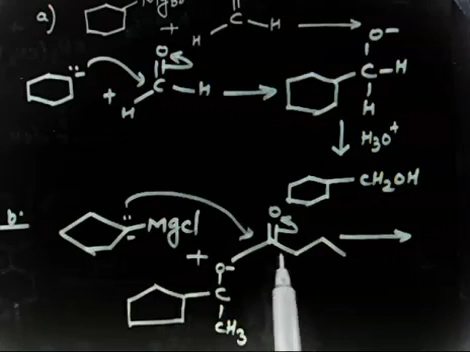 a)
+ H C H
O
+ H C H
O-
C-H
H
H3O+
CH2OH
b.
Mgcl
O
+
O-
C
CH3